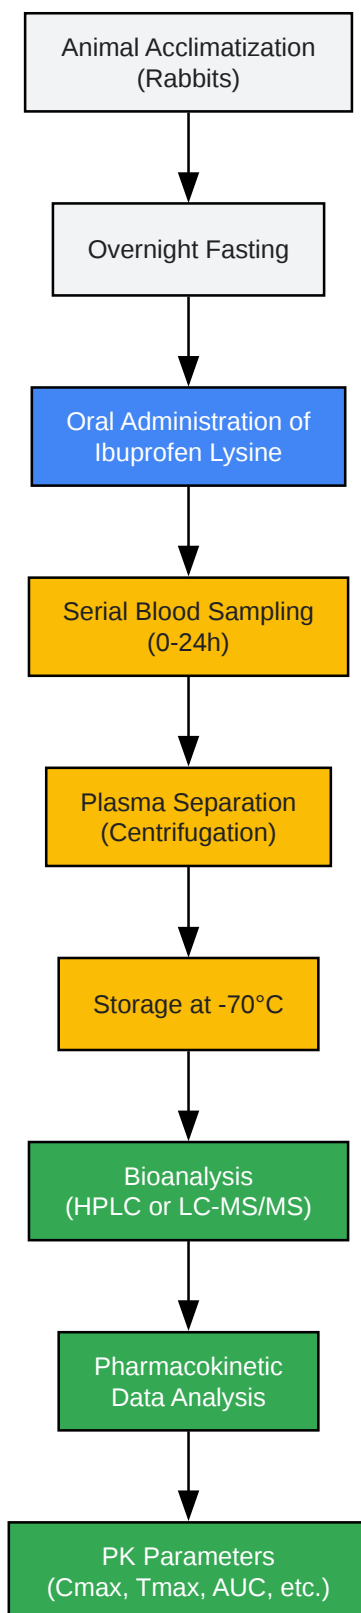 Animal Acclimatization
(Rabbits)
Overnight Fasting
Oral Administration of
Ibuprofen Lysine
Serial Blood Sampling
(0-24h)
Plasma Separation
(Centrifugation)
Storage at -70°C
Bioanalysis
(HPLC or LC-MS/MS)
Pharmacokinetic
Data Analysis
PK Parameters
(Cmax, Tmax, AUC, etc.)